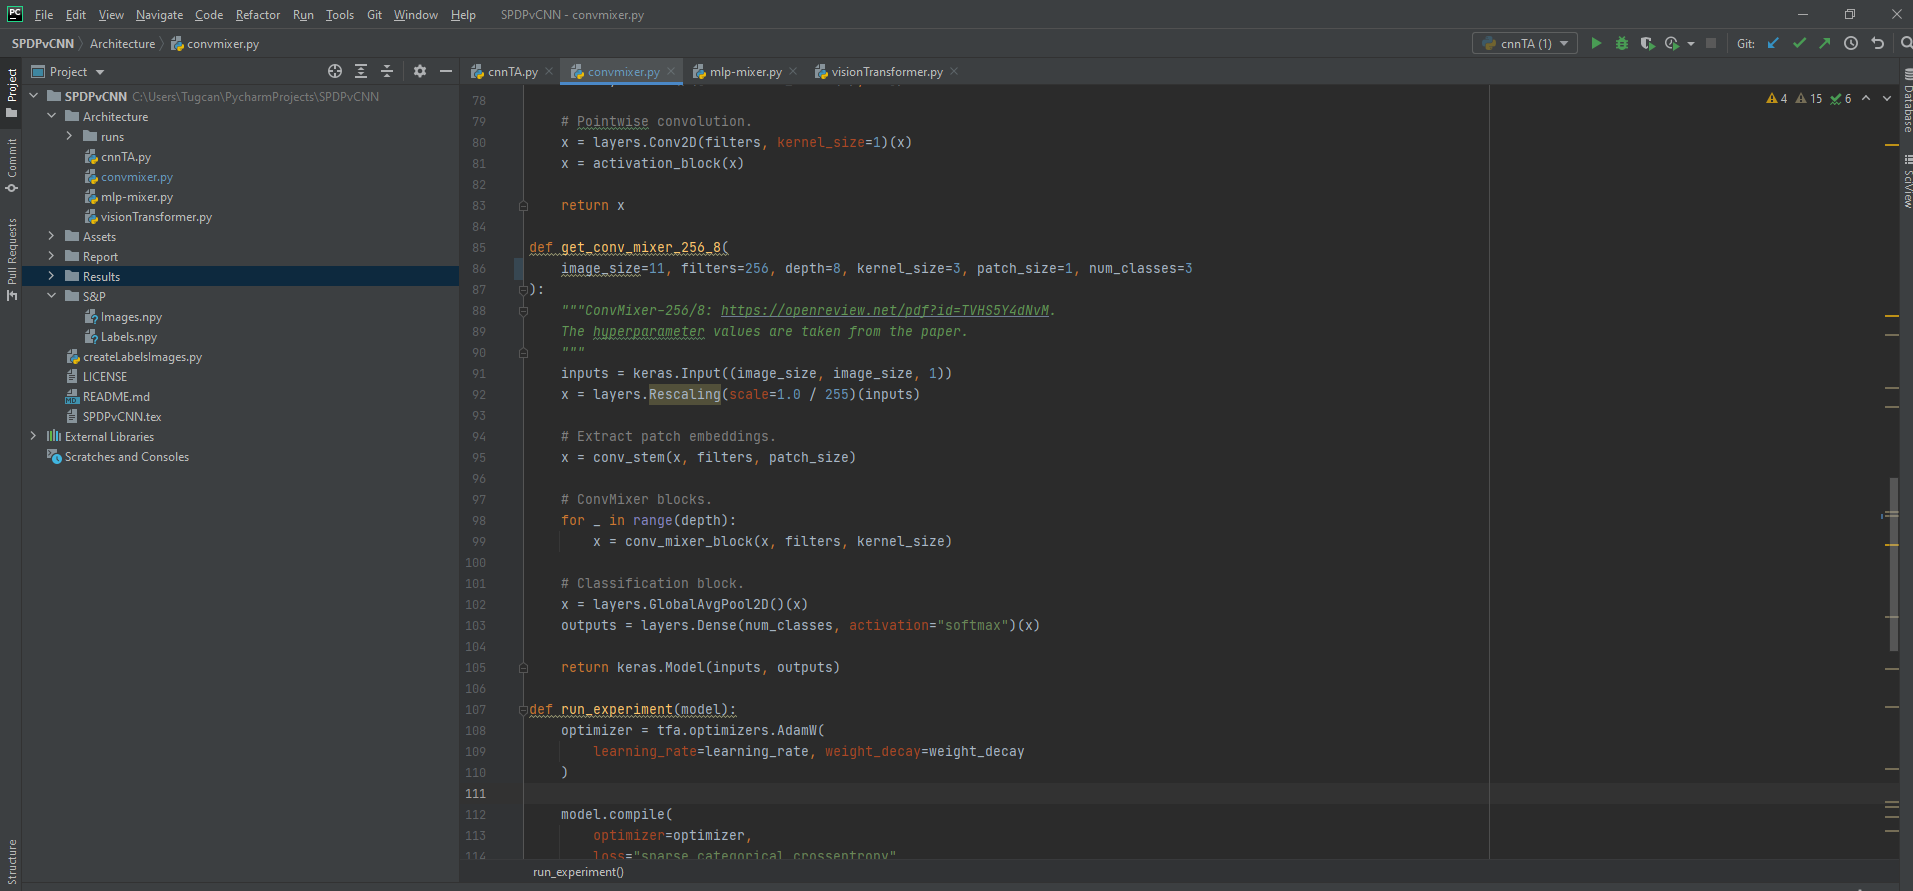 PC File Edit View Navigate Code Refactor Run Tools Git Window Help SPDPvCNN - convmixer.py
SPDPvCNN Architecture convmixer.py cnnTA (1) Git:
Project
cnnTA.py convmixer.py mlp-mixer.py visionTransformer.py
Project
Commit
Pull Requests
Structure
SPDPvCNN C:\Users\Tugcan\PycharmProjects\SPDPvCNN
Architecture
runs
cnnTA.py
convmixer.py
mlp-mixer.py
visionTransformer.py
Assets
Report
Results
S&P
Images.npy
Labels.npy
createLabelsImages.py
LICENSE
README.md
SPDPvCNN.tex
External Libraries
Scratches and Consoles
4 15 6
Database
SciView
78
79 # Pointwise convolution.
80 x = layers.Conv2D(filters, kernel_size=1)(x)
81 x = activation_block(x)
82
83 return x
84
85 def get_conv_mixer_256_8(
86 image_size=11, filters=256, depth=8, kernel_size=3, patch_size=1, num_classes=3
87 ):
88 """ConvMixer-256/8: https://openreview.net/pdf?id=TVHS5Y4dNvM.
89 The hyperparameter values are taken from the paper.
90 """
91 inputs = keras.Input((image_size, image_size, 1))
92 x = layers.Rescaling(scale=1.0 / 255)(inputs)
93
94 # Extract patch embeddings.
95 x = conv_stem(x, filters, patch_size)
96
97 # ConvMixer blocks.
98 for _ in range(depth):
99 x = conv_mixer_block(x, filters, kernel_size)
100
101 # Classification block.
102 x = layers.GlobalAvgPool2D()(x)
103 outputs = layers.Dense(num_classes, activation="softmax")(x)
104
105 return keras.Model(inputs, outputs)
106
107 def run_experiment(model):
108 optimizer = tfa.optimizers.AdamW(
109 learning_rate=learning_rate, weight_decay=weight_decay
110 )
111
112 model.compile(
113 optimizer=optimizer,
114 loss="sparse_categorical_crossentropy"
run_experiment()